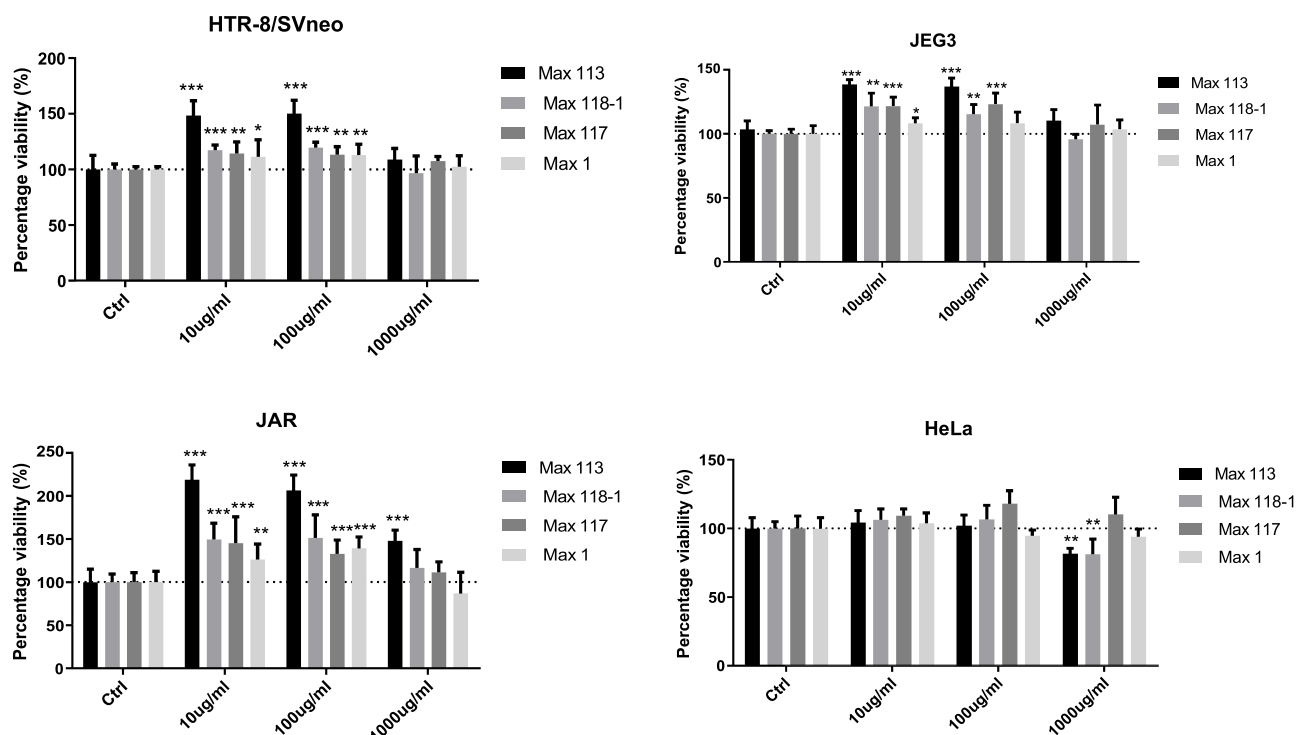 HTR-8/SVneo
Percentage viability (%)
200
150
100
50
0
*** *** ** *
*** *** ** **
Ctrl
10ug/ml
100ug/ml
1000ug/ml
Max 113
Max 118-1
Max 117
Max 1
JEG3
Percentage viability (%)
150
100
50
0
*** ** *** *
*** ** ***
Ctrl
10ug/ml
100ug/ml
1000ug/ml
Max 113
Max 118-1
Max 117
Max 1
JAR
Percentage viability (%)
250
200
150
100
50
0
*** *** *** **
*** *** *** ***
***
Ctrl
10ug/ml
100ug/ml
1000ug/ml
Max 113
Max 118-1
Max 117
Max 1
HeLa
Percentage viability (%)
150
100
50
0
** **
Ctrl
10ug/ml
100ug/ml
1000ug/ml
Max 113
Max 118-1
Max 117
Max 1